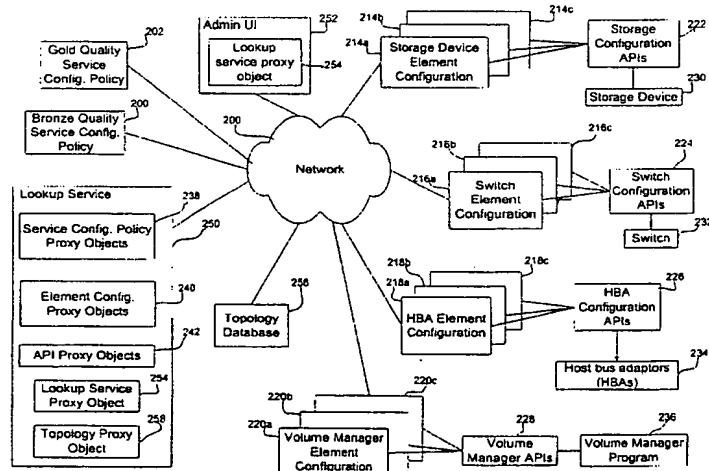 Gold Quality
Service
Config. Policy
202
Bronze Quality
Service Config.
Policy
200
Admin UI
252
Lookup
service proxy
object
254
200
Network
214b
214c
214a
Storage Device
Element
Configuration
Storage
Configuration
APIs
222
230
Storage Device
216b
216c
216a
Switch
Element
Configuration
224
Switch
Configuration
APIs
232
Switch
218b
218c
218a
HBA Element
Configuration
226
HBA
Configuration
APIs
234
Host bus adaptors
(HBAs)
220b
220c
220a
Volume Manager
Element
Configuration
228
Volume Manager
APIs
236
Volume Manager
Program
Lookup Service
238
250
Service Config. Policy
Proxy Objects
Element Config.
Proxy Objects
240
242
API Proxy Objects
254
Lookup Service
Proxy Object
258
Topology Proxy
Object
256
Topology
Database